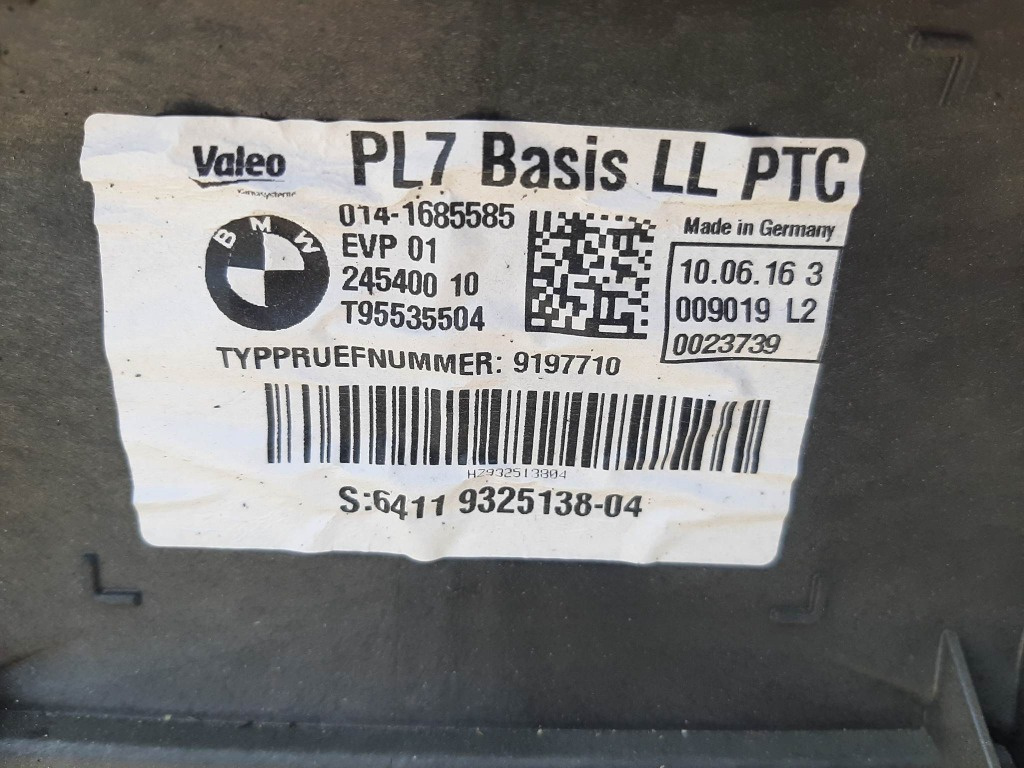 Valeo
PL7 Basis LL PTC
014-1685585
EVP 01
245400 10
T95535504
BMW
Made in Germany
10.06.16 3
009019 L2
0023739
TYPPRUEFNUMMER: 9197710
HZ932513804
S:6411 9325138-04